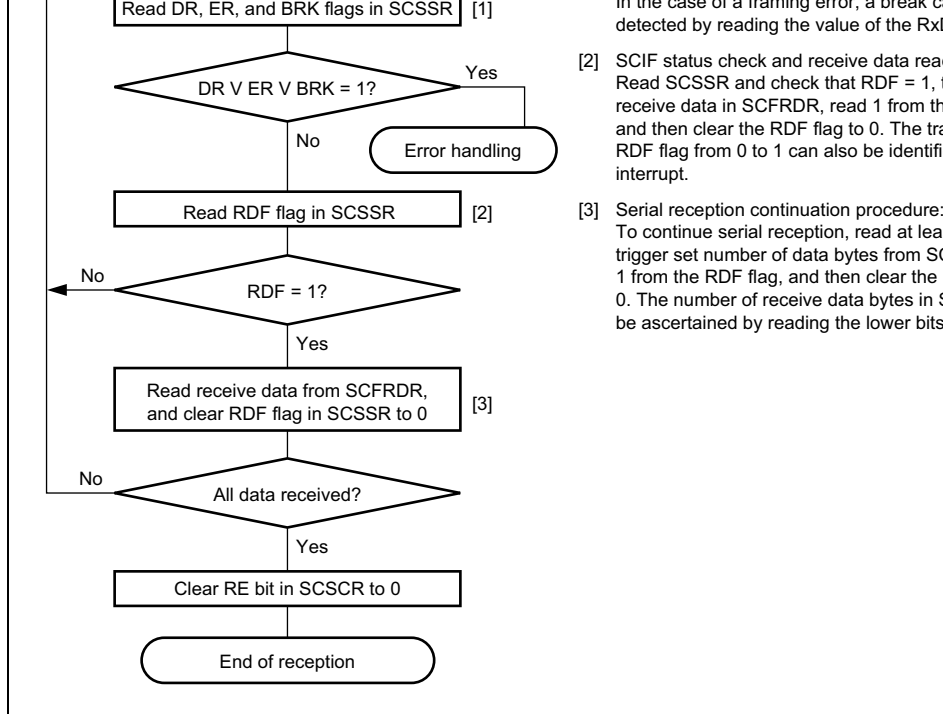 Read DR, ER, and BRK flags in SCSSR
[1]
DR V ER V BRK = 1?
Yes
No
Error handling
Read RDF flag in SCSSR
[2]
No
RDF = 1?
Yes
Read receive data from SCFRDR,
and clear RDF flag in SCSSR to 0
[3]
No
All data received?
Yes
Clear RE bit in SCSCR to 0
End of reception
In the case of a framing error, a break
detected by reading the value of the
[2] SCIF status check and receive data
Read SCSSR and check that RDF = 1,
receive data in SCFRDR, read 1 from
and then clear the RDF flag to 0. The
RDF flag from 0 to 1 can also be
interrupt.
[3] Serial reception continuation procedure:
To continue serial reception, read at
trigger set number of data bytes from
1 from the RDF flag, and then clear the
0. The number of receive data bytes in
be ascertained by reading the lower bits